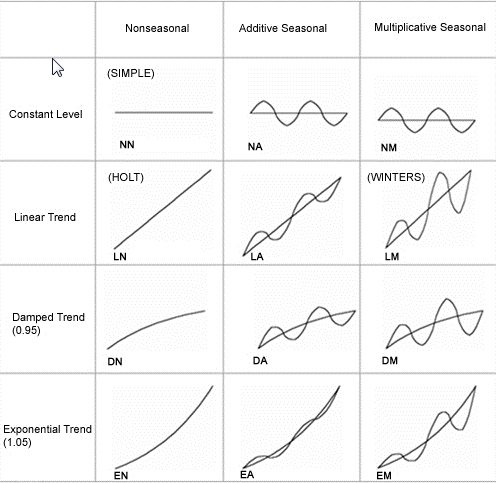 Nonseasonal
Additive Seasonal
Multiplicative Seasonal
Constant Level
(SIMPLE)
NN
NA
NM
Linear Trend
(HOLT)
LN
LA
(WINTERS)
LM
Damped Trend
(0.95)
DN
DA
DM
Exponential Trend
(1.05)
EN
EA
EM